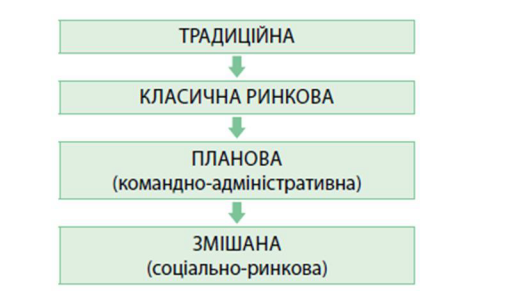 ТРАДИЦІЙНА
КЛАСИЧНА РИНКОВА
ПЛАНОВА
(командно-адміністративна)
ЗМІШАНА
(соціально-ринкова)